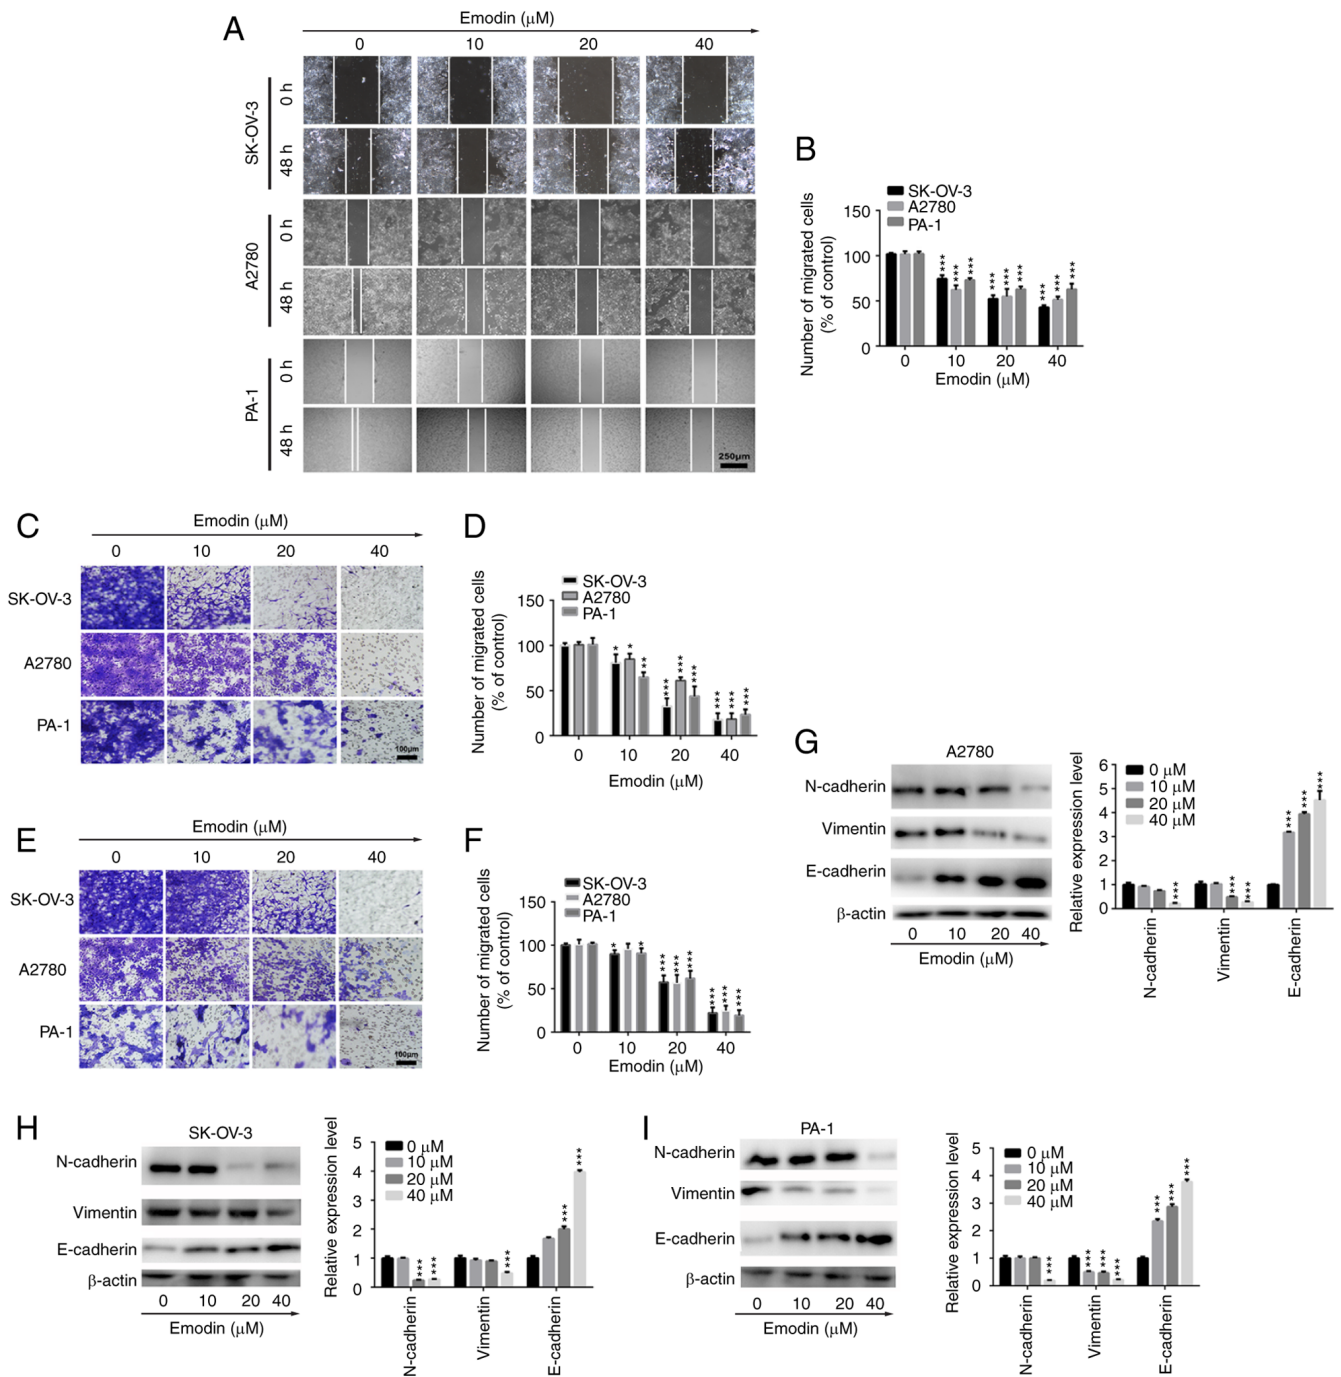 A
Emodin (μM)
0 10 20 40
SK-OV-3
0 h
48 h
A2780
0 h
48 h
PA-1
0 h
48 h
250μm
B
SK-OV-3
A2780
PA-1
Number of migrated cells
(% of control)
150
100
50
0
*** *** *** *** *** *** *** *** ***
0 10 20 40
Emodin (μM)
C
Emodin (μM)
0 10 20 40
SK-OV-3
A2780
PA-1
100μm
D
SK-OV-3
A2780
PA-1
Number of migrated cells
(% of control)
150
100
50
0
* * *** *** *** *** *** *** ***
0 10 20 40
Emodin (μM)
E
Emodin (μM)
0 10 20 40
SK-OV-3
A2780
PA-1
100μm
F
SK-OV-3
A2780
PA-1
Number of migrated cells
(% of control)
150
100
50
0
* * *** *** *** *** *** ***
0 10 20 40
Emodin (μM)
G
A2780
N-cadherin
Vimentin
E-cadherin
β-actin
0 10 20 40
Emodin (μM)
Relative expression level
6
5
4
3
2
1
0
0 μM
10 μM
20 μM
40 μM
*** *** *** *** *** ***
N-cadherin
Vimentin
E-cadherin
H
SK-OV-3
N-cadherin
Vimentin
E-cadherin
β-actin
0 10 20 40
Emodin (μM)
Relative expression level
5
4
3
2
1
0
0 μM
10 μM
20 μM
40 μM
*** *** *** *** ***
N-cadherin
Vimentin
E-cadherin
I
PA-1
N-cadherin
Vimentin
E-cadherin
β-actin
0 10 20 40
Emodin (μM)
Relative expression level
5
4
3
2
1
0
0 μM
10 μM
20 μM
40 μM
*** *** *** *** *** *** ***
N-cadherin
Vimentin
E-cadherin